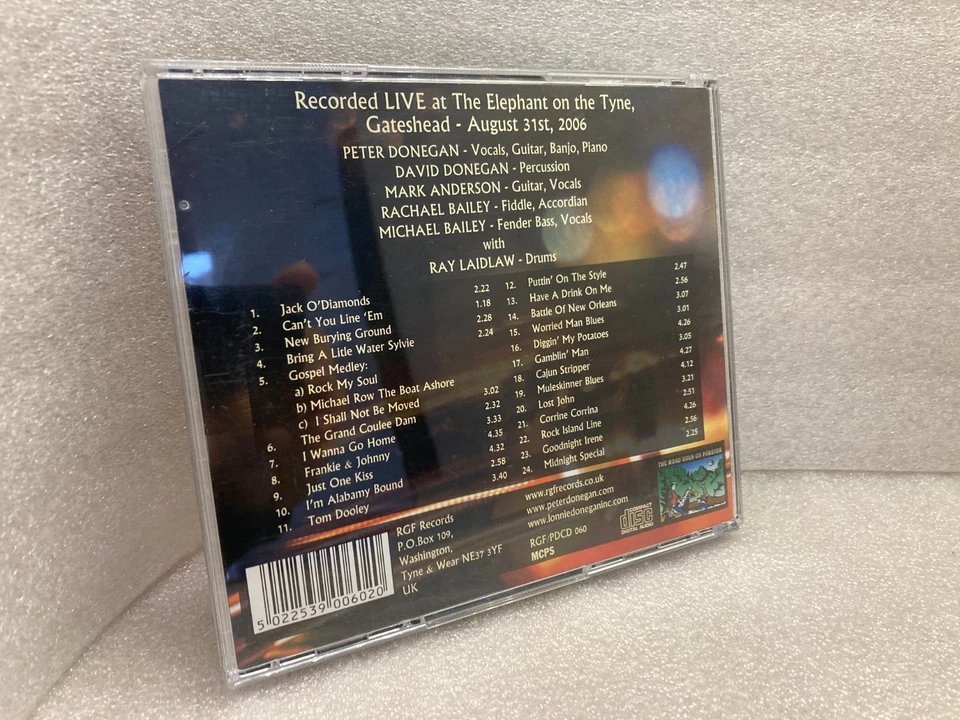 Recorded LIVE at The Elephant on the Tyne,
Gateshead - August 31st, 2006
PETER DONEGAN - Vocals, Guitar, Banjo, Piano
DAVID DONEGAN - Percussion
MARK ANDERSON - Guitar, Vocals
RACHAEL BAILEY - Fiddle, Accordian
MICHAEL BAILEY - Fender Bass, Vocals
with
RAY LAIDLAW - Drums
1. Jack O'Diamonds 2.22
2. Can't You Line 'Em 1.18
3. New Burying Ground 2.28
4. Bring A Litle Water Sylvie 2.24
5. Gospel Medley:
a) Rock My Soul
b) Michael Row The Boat Ashore
c) I Shall Not Be Moved 3.02
6. The Grand Coulee Dam 2.32
7. I Wanna Go Home 3.33
8. Frankie & Johnny 4.35
9. Just One Kiss 4.32
10. I'm Alabamy Bound 2.58
11. Tom Dooley 3.40
12. Puttin' On The Style 2.47
13. Have A Drink On Me 2.56
14. Battle Of New Orleans 3.07
15. Worried Man Blues 3.01
16. Diggin' My Potatoes 4.26
17. Gamblin' Man 3.05
18. Cajun Stripper 4.27
19. Muleskinner Blues 4.12
20. Lost John 3.21
21. Corrine Corrina 2.51
22. Rock Island Line 4.26
23. Goodnight Irene 2.56
24. Midnight Special 2.25
5 022539 006020
RGF Records
P.O.Box 109,
Washington,
Tyne & Wear NE37 3YF
UK
www.rgfrecords.co.uk
www.peterdonegan.com
www.lonniedoneganinc.com
RGF/PDCD 060
MCPS
COMPACT
disc
DIGITAL AUDIO
THE ROAD GOES ON FOREVER